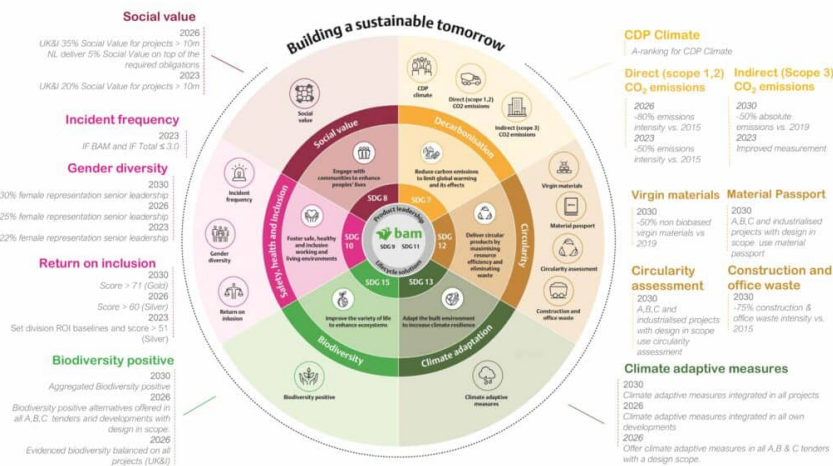 Building a sustainable tomorrow
Social value
2026
UK&I 35% Social Value for projects > 10m
NL deliver 5% Social Value on top of the
required obligations
2023
UK&I 20% Social Value for projects > 10m
Incident frequency
2023
IF BAM and IF Total ≤ 3.0
Gender diversity
2030
30% female representation senior leadership
2026
25% female representation senior leadership
2023
22% female representation senior leadership
Return on inclusion
2030
Score > 71 (Gold)
2026
Score > 60 (Silver)
2023
Set division ROI baselines and score > 51
(Silver)
Biodiversity positive
2030
Aggregated Biodiversity positive
2026
Biodiversity positive alternatives offered in
all A,B,C tenders and developments with
design in scope.
2026
Evidenced biodiversity balanced on all
projects (UK&I)
Social
value
CDP
climate
Direct (scope 1,2)
CO2 emissions
Indirect (scope 3)
CO2 emissions
Incident
frequency
Gender
diversity
Return on
inlusion
Biodiversity positive
Virgin materials
Material passport
Circularity assessment
Construction and
office waste
Climate adaptive
measures
Social value
Decarbonisation
Safety, health and inclusion
Circularity
Biodiversity
Climate adaptation
Engage with
communities to enhance
peoples' lives
Reduce carbon emissions
to limit global warming
and its effects
Foster safe, healthy
and inclusive
working and
living environments
Deliver circular
products by
maximising
resource
efficiency and
eliminating
waste
Improve the variety of life
to enhance ecosystems
Adapt the built environment
to increase climate resilience
SDG 8
SDG 7
SDG
10
SDG
12
SDG 15
SDG 13
Product leadership
bam
SDG 9 SDG 11
Lifecycle solutions
CDP Climate
A-ranking for CDP Climate
Direct (scope 1,2)
CO₂ emissions
2026
-80% emissions
intensity vs. 2015
2023
-50% emissions
intensity vs. 2015
Indirect (Scope 3)
CO₂ emissions
2030
-50% absolute
emissions vs. 2019
2023
Improved measurement
Virgin materials
2030
-50% non biobased
virgin materials vs
2019
Material Passport
2030
A,B,C and industrialised
projects with design in
scope use material
passport
Circularity
assessment
2030
A,B,C and
industrialised projects
with design in scope
use circularity
assessment
Construction and
office waste
2030
-75% construction &
office waste intensity vs.
2015
Climate adaptive measures
2030
Climate adaptive measures integrated in all projects
2026
Climate adaptive measures integrated in all own
developments
2026
Offer climate adaptive measures in all A,B & C tenders
with a design scope.